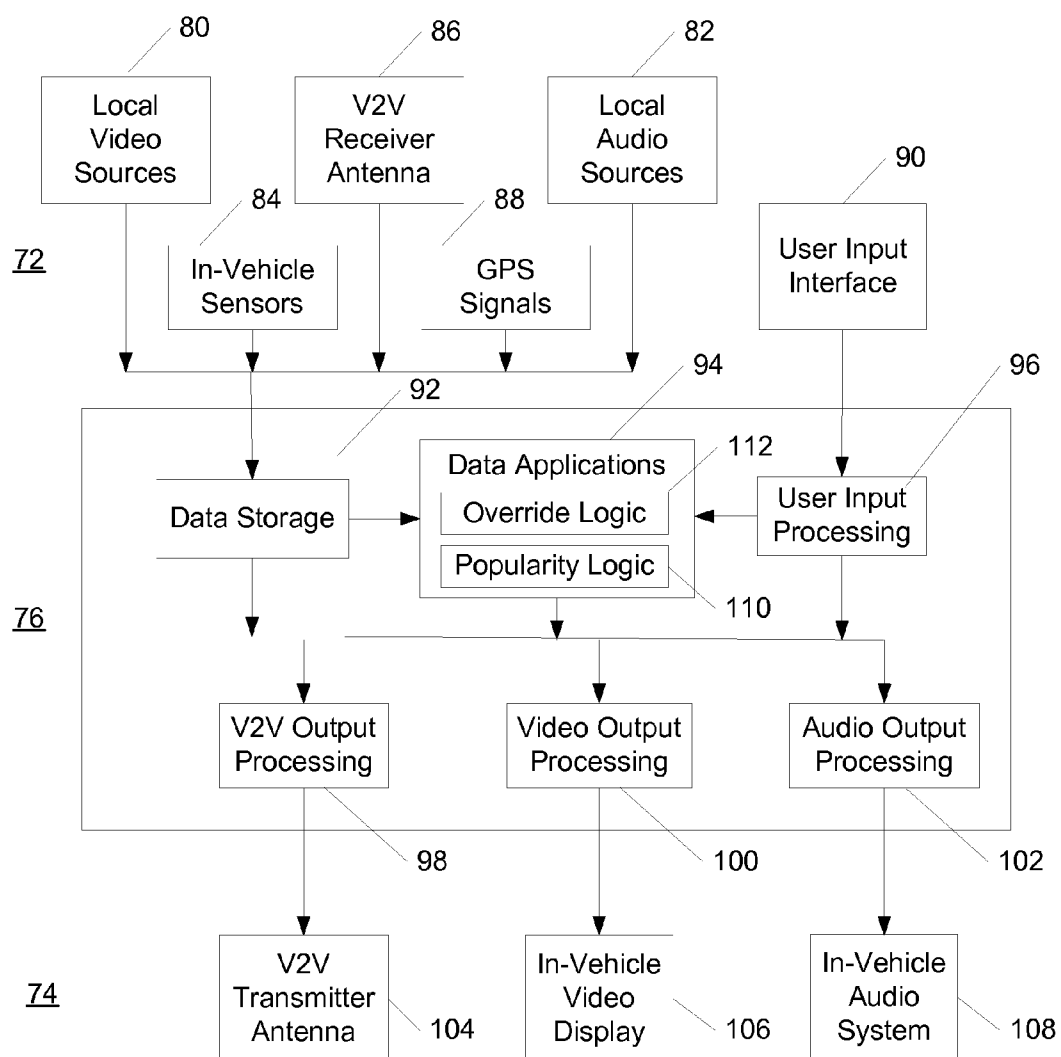 80
86
82
Local
Video
Sources
V2V
Receiver
Antenna
Local
Audio
Sources
90
84
88
72
In-Vehicle
Sensors
GPS
Signals
User Input
Interface
92
94
96
Data Applications
112
Data Storage
Override Logic
User Input
Processing
Popularity Logic
76
110
V2V Output
Processing
Video Output
Processing
Audio Output
Processing
98
100
102
74
V2V
Transmitter
Antenna
104
In-Vehicle
Video
Display
106
In-Vehicle
Audio
System
108